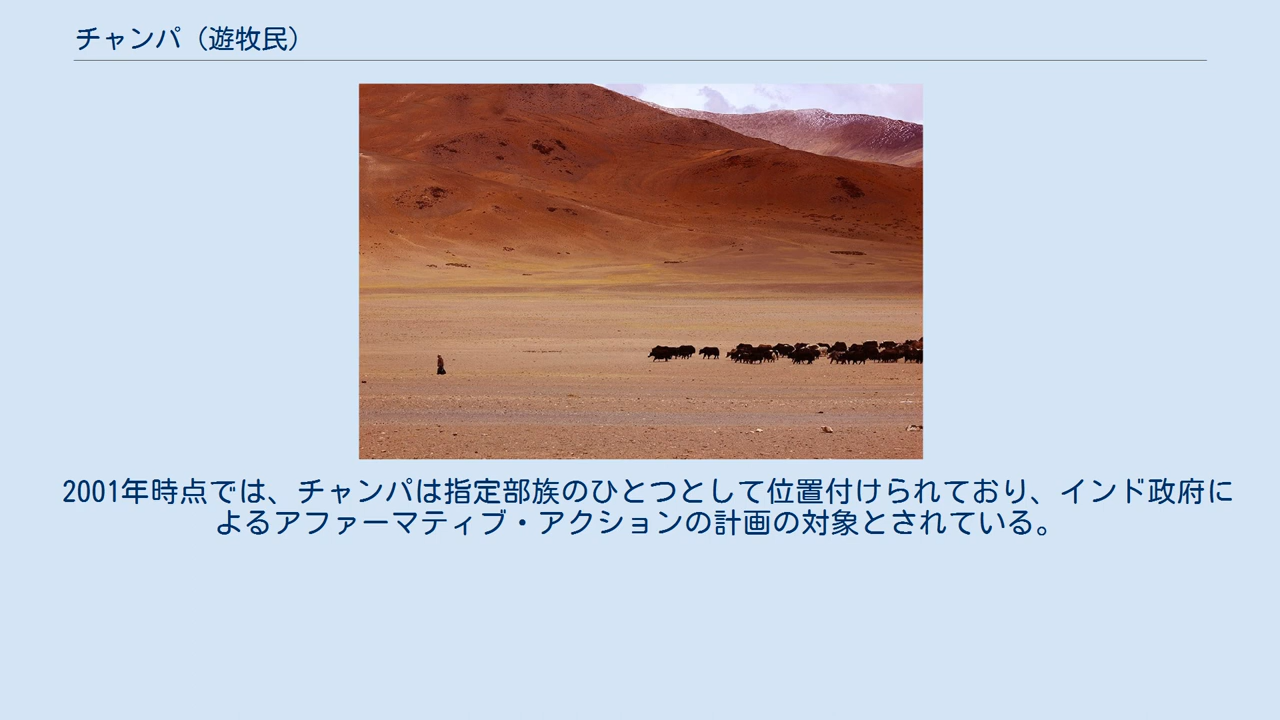 チャンパ（遊牧民）
2001年時点では、チャンパは指定部族のひとつとして位置付けられており、インド政府に
よるアファーマティブ・アクションの計画の対象とされている。